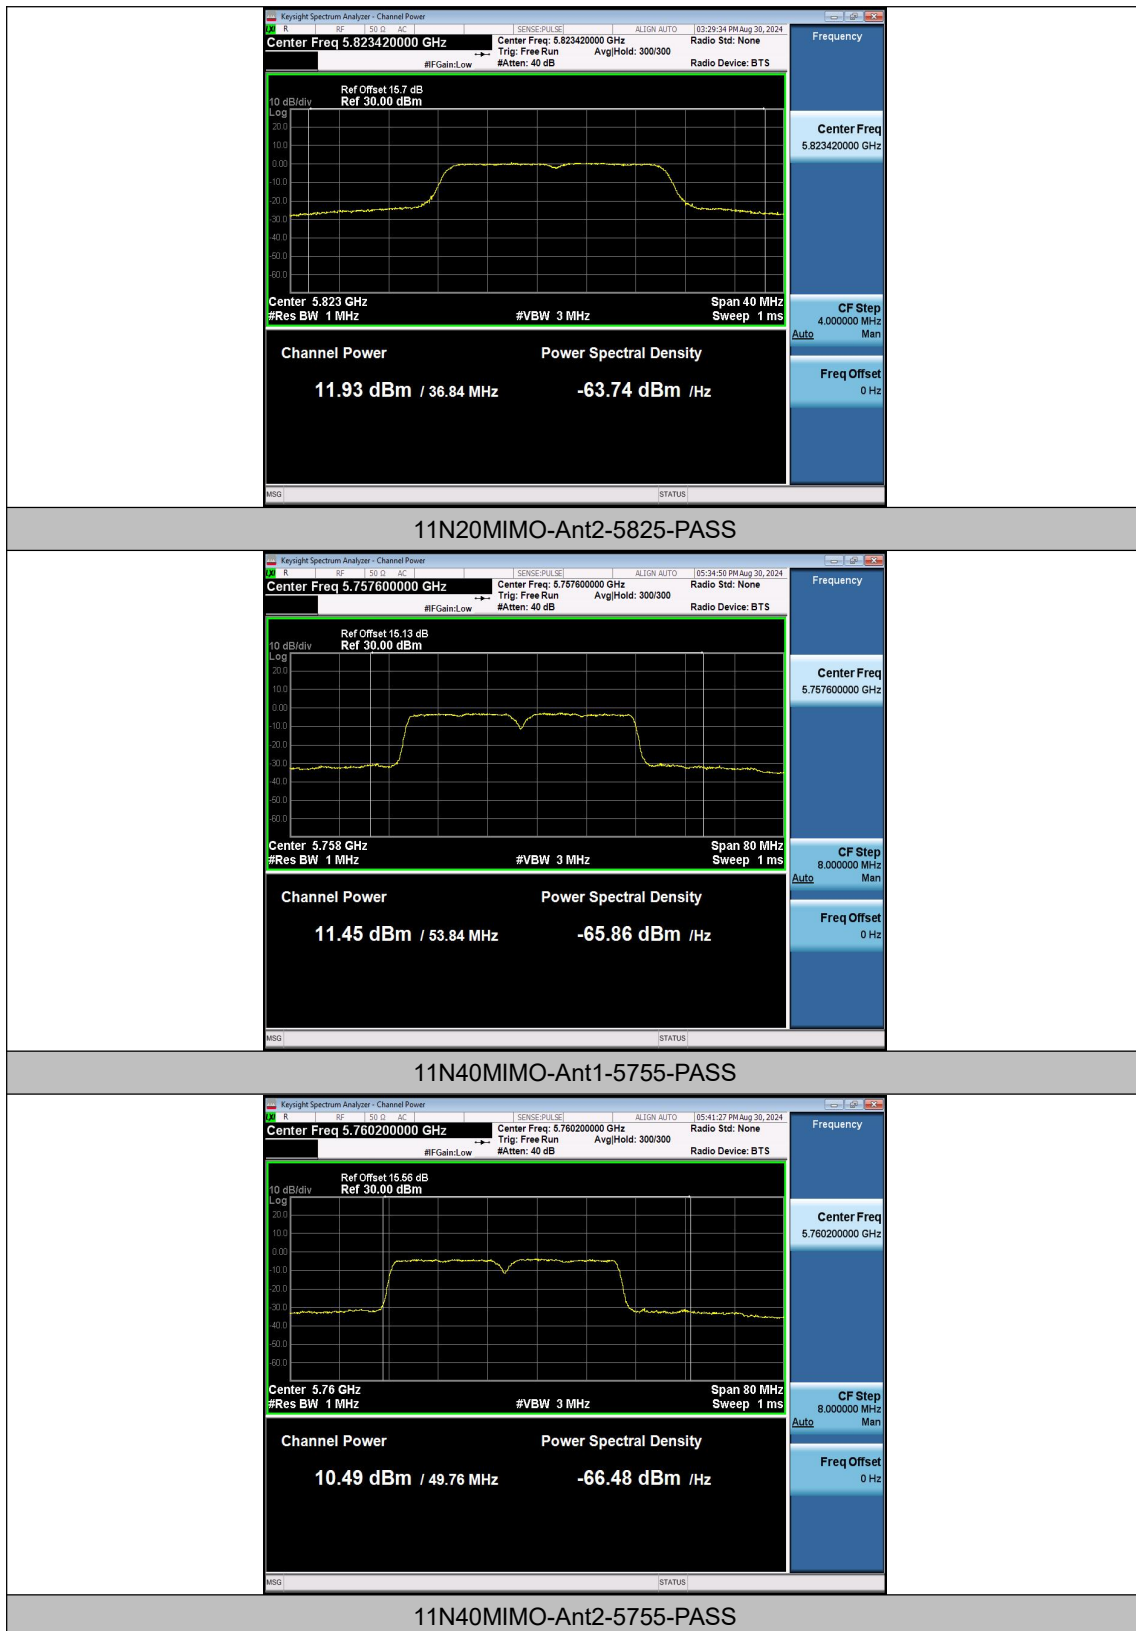 Keysight Spectrum Analyzer - Channel Power
LXI R RF 50 Ω AC SENSE:PULSE ALIGN AUTO 03:29:34 PM Aug 30, 2024
Center Freq 5.823420000 GHz
Center Freq: 5.823420000 GHz Radio Std: None
Trig: Free Run Avg|Hold: 300/300
#IFGain:Low #Atten: 40 dB Radio Device: BTS
Frequency
Ref Offset 15.7 dB
10 dB/div Ref 30.00 dBm
Log
20.0
10.0
0.00
-10.0
-20.0
-30.0
-40.0
-50.0
-60.0
Center Freq
5.823420000 GHz
Center 5.823 GHz Span 40 MHz
#Res BW 1 MHz #VBW 3 MHz Sweep 1 ms
CF Step
4.000000 MHz
Auto Man
Channel Power Power Spectral Density
11.93 dBm / 36.84 MHz -63.74 dBm /Hz
Freq Offset
0 Hz
MSG STATUS
11N20MIMO-Ant2-5825-PASS
Keysight Spectrum Analyzer - Channel Power
LXI R RF 50 Ω AC SENSE:PULSE ALIGN AUTO 05:34:50 PM Aug 30, 2024
Center Freq 5.757600000 GHz
Center Freq: 5.757600000 GHz Radio Std: None
Trig: Free Run Avg|Hold: 300/300
#IFGain:Low #Atten: 40 dB Radio Device: BTS
Frequency
Ref Offset 15.13 dB
10 dB/div Ref 30.00 dBm
Log
20.0
10.0
0.00
-10.0
-20.0
-30.0
-40.0
-50.0
-60.0
Center Freq
5.757600000 GHz
Center 5.758 GHz Span 80 MHz
#Res BW 1 MHz #VBW 3 MHz Sweep 1 ms
CF Step
8.000000 MHz
Auto Man
Channel Power Power Spectral Density
11.45 dBm / 53.84 MHz -65.86 dBm /Hz
Freq Offset
0 Hz
MSG STATUS
11N40MIMO-Ant1-5755-PASS
Keysight Spectrum Analyzer - Channel Power
LXI R RF 50 Ω AC SENSE:PULSE ALIGN AUTO 05:41:27 PM Aug 30, 2024
Center Freq 5.760200000 GHz
Center Freq: 5.760200000 GHz Radio Std: None
Trig: Free Run Avg|Hold: 300/300
#IFGain:Low #Atten: 40 dB Radio Device: BTS
Frequency
Ref Offset 15.56 dB
10 dB/div Ref 30.00 dBm
Log
20.0
10.0
0.00
-10.0
-20.0
-30.0
-40.0
-50.0
-60.0
Center Freq
5.760200000 GHz
Center 5.76 GHz Span 80 MHz
#Res BW 1 MHz #VBW 3 MHz Sweep 1 ms
CF Step
8.000000 MHz
Auto Man
Channel Power Power Spectral Density
10.49 dBm / 49.76 MHz -66.48 dBm /Hz
Freq Offset
0 Hz
MSG STATUS
11N40MIMO-Ant2-5755-PASS